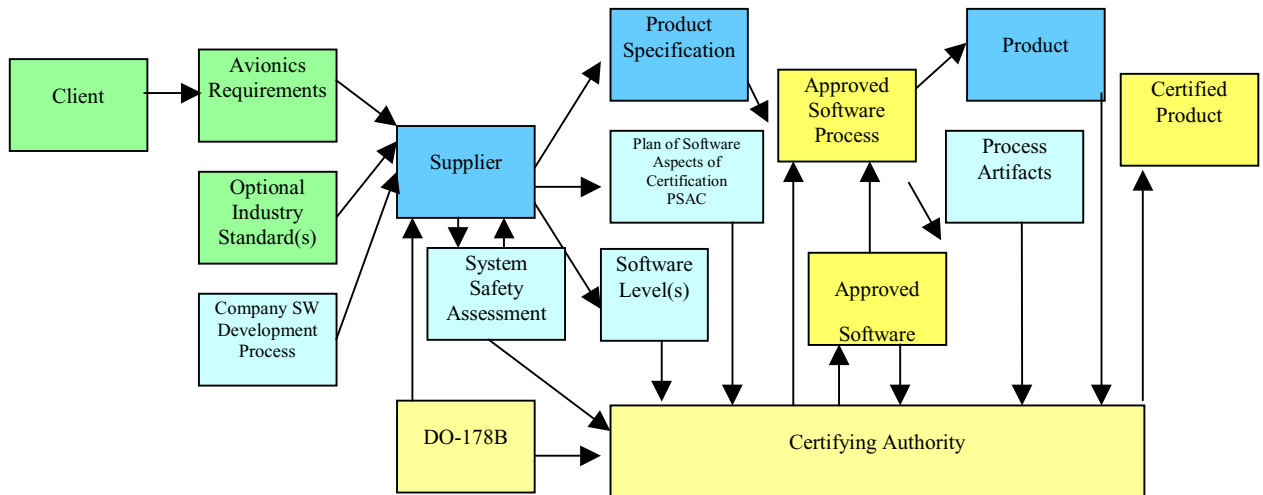 Client
Avionics
Requirements
Optional
Industry
Standard(s)
Company SW
Development
Process
Supplier
System
Safety
Assessment
DO-178B
Product
Specification
Plan of Software
Aspects of
Certification
PSAC
Software
Level(s)
Approved
Software
Process
Approved
Software
Product
Process
Artifacts
Certified
Product
Certifying Authority